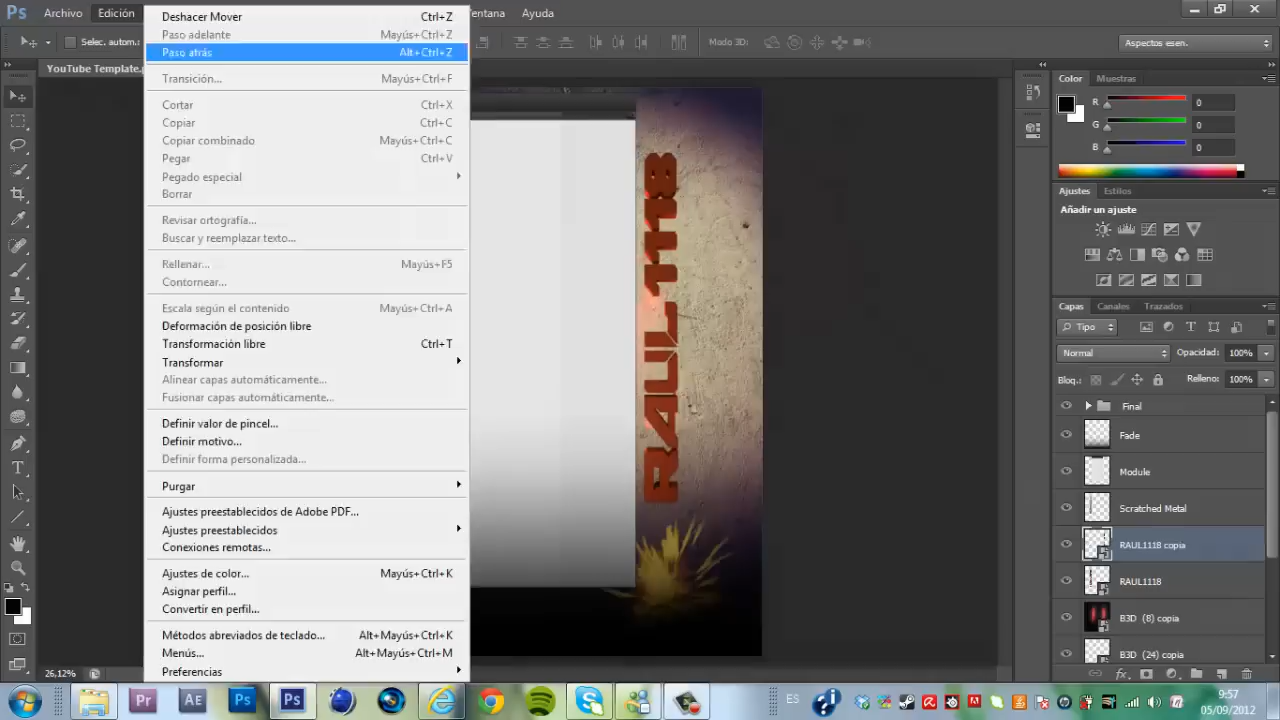 Ps Archivo Edición entana Ayuda
Selec. autom.:
Modo 3D:
Aspectos esen.
YouTube Template.p
Deshacer Mover Ctrl+Z
Paso adelante Mayús+Ctrl+Z
Paso atrás Alt+Ctrl+Z
Transición... Mayús+Ctrl+F
Cortar Ctrl+X
Copiar Ctrl+C
Copiar combinado Mayús+Ctrl+C
Pegar Ctrl+V
Pegado especial
Borrar
Revisar ortografía...
Buscar y reemplazar texto...
Rellenar... Mayús+F5
Contornear...
Escala según el contenido Mayús+Ctrl+A
Deformación de posición libre
Transformación libre Ctrl+T
Transformar
Alinear capas automáticamente...
Fusionar capas automáticamente...
Definir valor de pincel...
Definir motivo...
Definir forma personalizada...
Purgar
Ajustes preestablecidos de Adobe PDF...
Ajustes preestablecidos
Conexiones remotas...
Ajustes de color... Mayús+Ctrl+K
Asignar perfil...
Convertir en perfil...
Métodos abreviados de teclado... Alt+Mayús+Ctrl+K
Menús... Alt+Mayús+Ctrl+M
Preferencias
RAUL1118
Color Muestras
R 0
G 0
B 0
Ajustes Estilos
Añadir un ajuste
Capas Canales Trazados
Tipo
Normal Opacidad: 100%
Bloq.: Relleno: 100%
Final
Fade
Module
Scratched Metal
RAUL1118 copia
RAUL1118
B3D (8) copia
B3D (24) copia
26,12%
Pr Ae Ps Ps
ES
9:57
05/09/2012